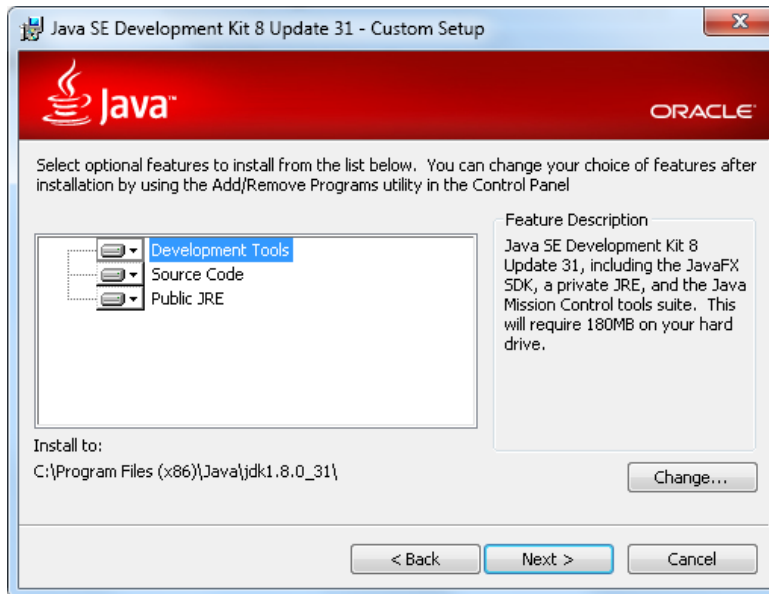 Java SE Development Kit 8 Update 31 - Custom Setup
Java™
ORACLE®
Select optional features to install from the list below. You can change your choice of features after
installation by using the Add/Remove Programs utility in the Control Panel
Development Tools
Source Code
Public JRE
Feature Description
Java SE Development Kit 8
Update 31, including the JavaFX
SDK, a private JRE, and the Java
Mission Control tools suite. This
will require 180MB on your hard
drive.
Install to:
C:\Program Files (x86)\Java\jdk1.8.0_31\
Change...
< Back
Next >
Cancel